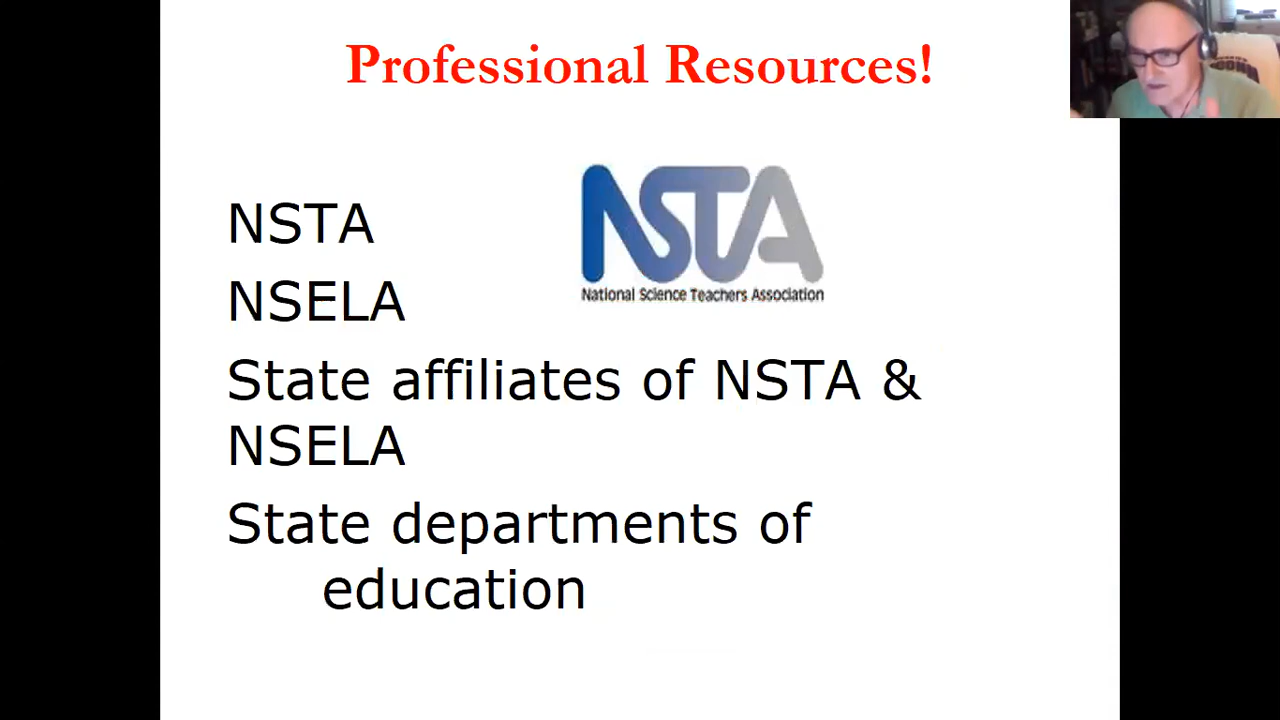 Professional Resources!
NSTA
National Science Teachers Association
NSTA
NSELA
State affiliates of NSTA &
NSELA
State departments of
education